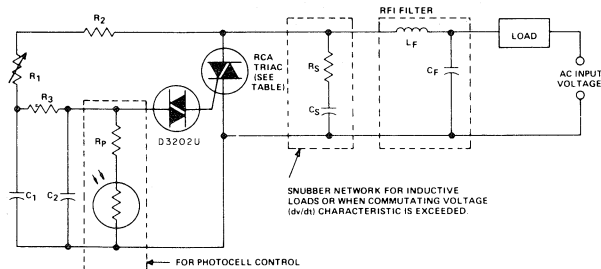 RFI FILTER
R2
LF
LOAD
RCA
TRIAC
(SEE
TABLE)
RS
CF
AC INPUT
VOLTAGE
R1
R3
CS
RP
D3202U
C1
C2
SNUBBER NETWORK FOR INDUCTIVE
LOADS OR WHEN COMMUTATING VOLTAGE
(dv/dt) CHARACTERISTIC IS EXCEEDED.
FOR PHOTOCELL CONTROL